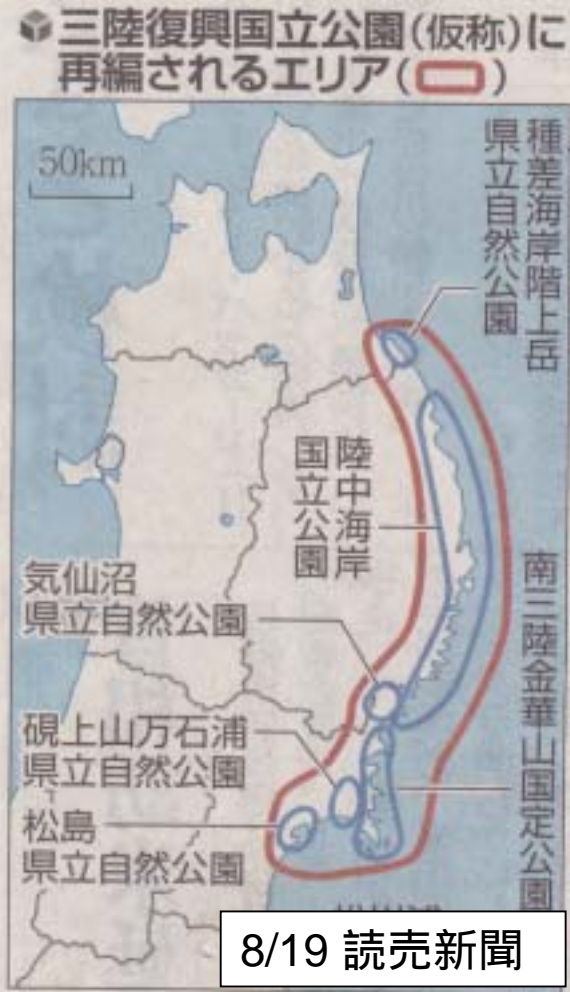 三陸復興国立公園(仮称)に
再編されるエリア( )
50km
種差海岸階上岳
県立自然公園
陸中海岸
国立公園
気仙沼
県立自然公園
南三陸金華山国定公園
硯上山万石浦
県立自然公園
松島
県立自然公園
8/19 読売新聞